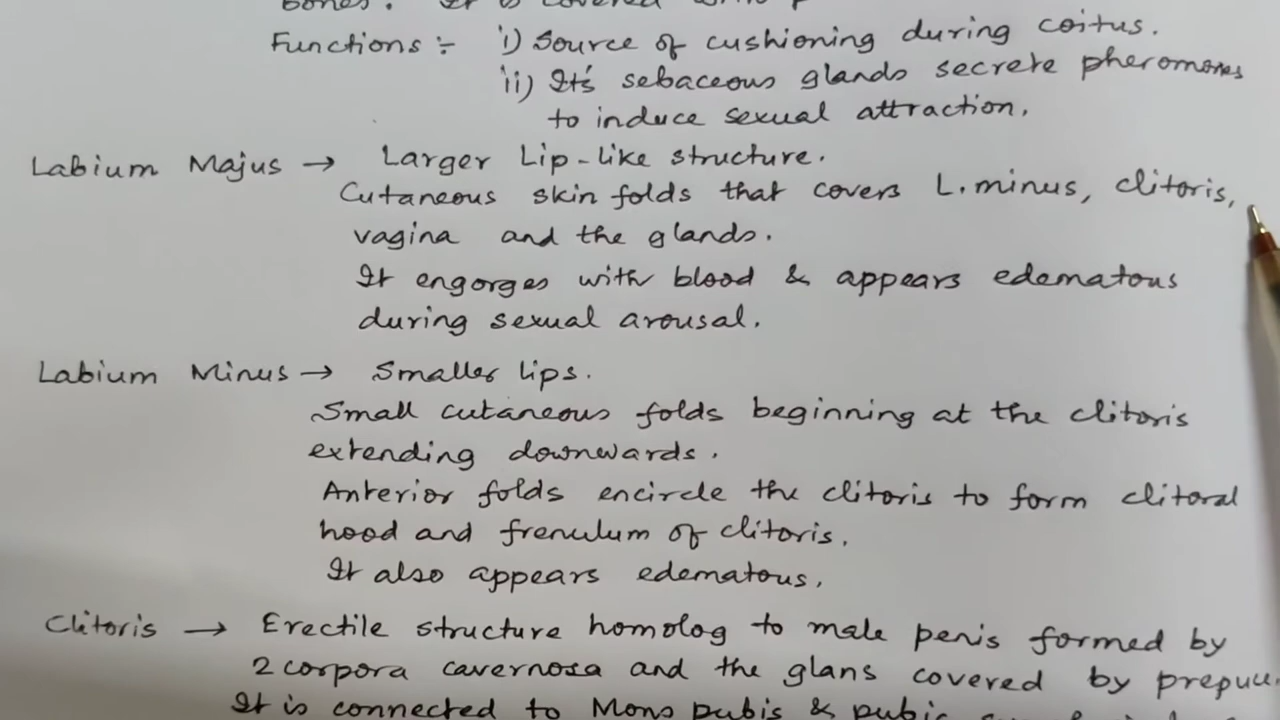 bones. It is covered with
Functions :- i) Source of cushioning during coitus.
ii) It's sebaceous glands secrete pheromones
to induce sexual attraction.
Labium Majus → Larger Lip-like structure.
Cutaneous skin folds that covers L.minus, clitoris,
vagina and the glands.
It engorges with blood & appears edematous
during sexual arousal.
Labium Minus → Smaller lips.
Small cutaneous folds beginning at the clitoris
extending downwards.
Anterior folds encircle the clitoris to form clitoral
hood and frenulum of clitoris.
It also appears edematous.
Clitoris → Erectile structure homolog to male penis formed by
2 corpora cavernosa and the glans covered by prepuce.
It is connected to Mons pubis & pubic